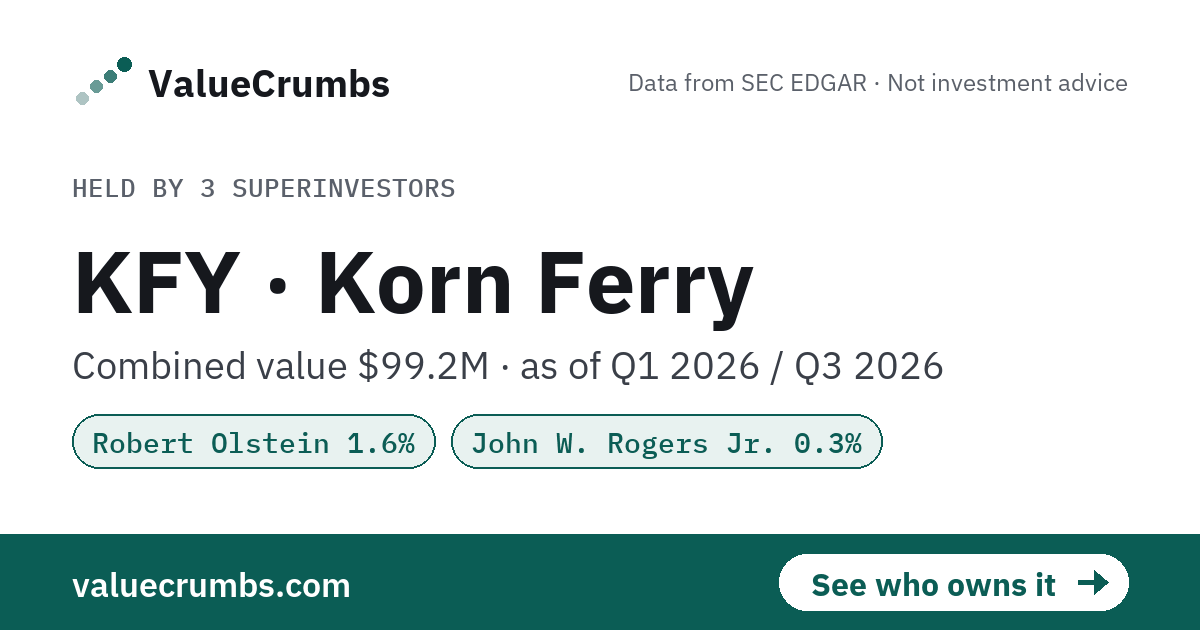 ValueCrumbs
Data from SEC EDGAR · Not investment advice
HELD BY 3 SUPERINVESTORS
KFY · Korn Ferry
Combined value $99.2M · as of Q1 2026 / Q3 2026
Robert Olstein 1.6%
John W. Rogers Jr. 0.3%
valuecrumbs.com
See who owns it →